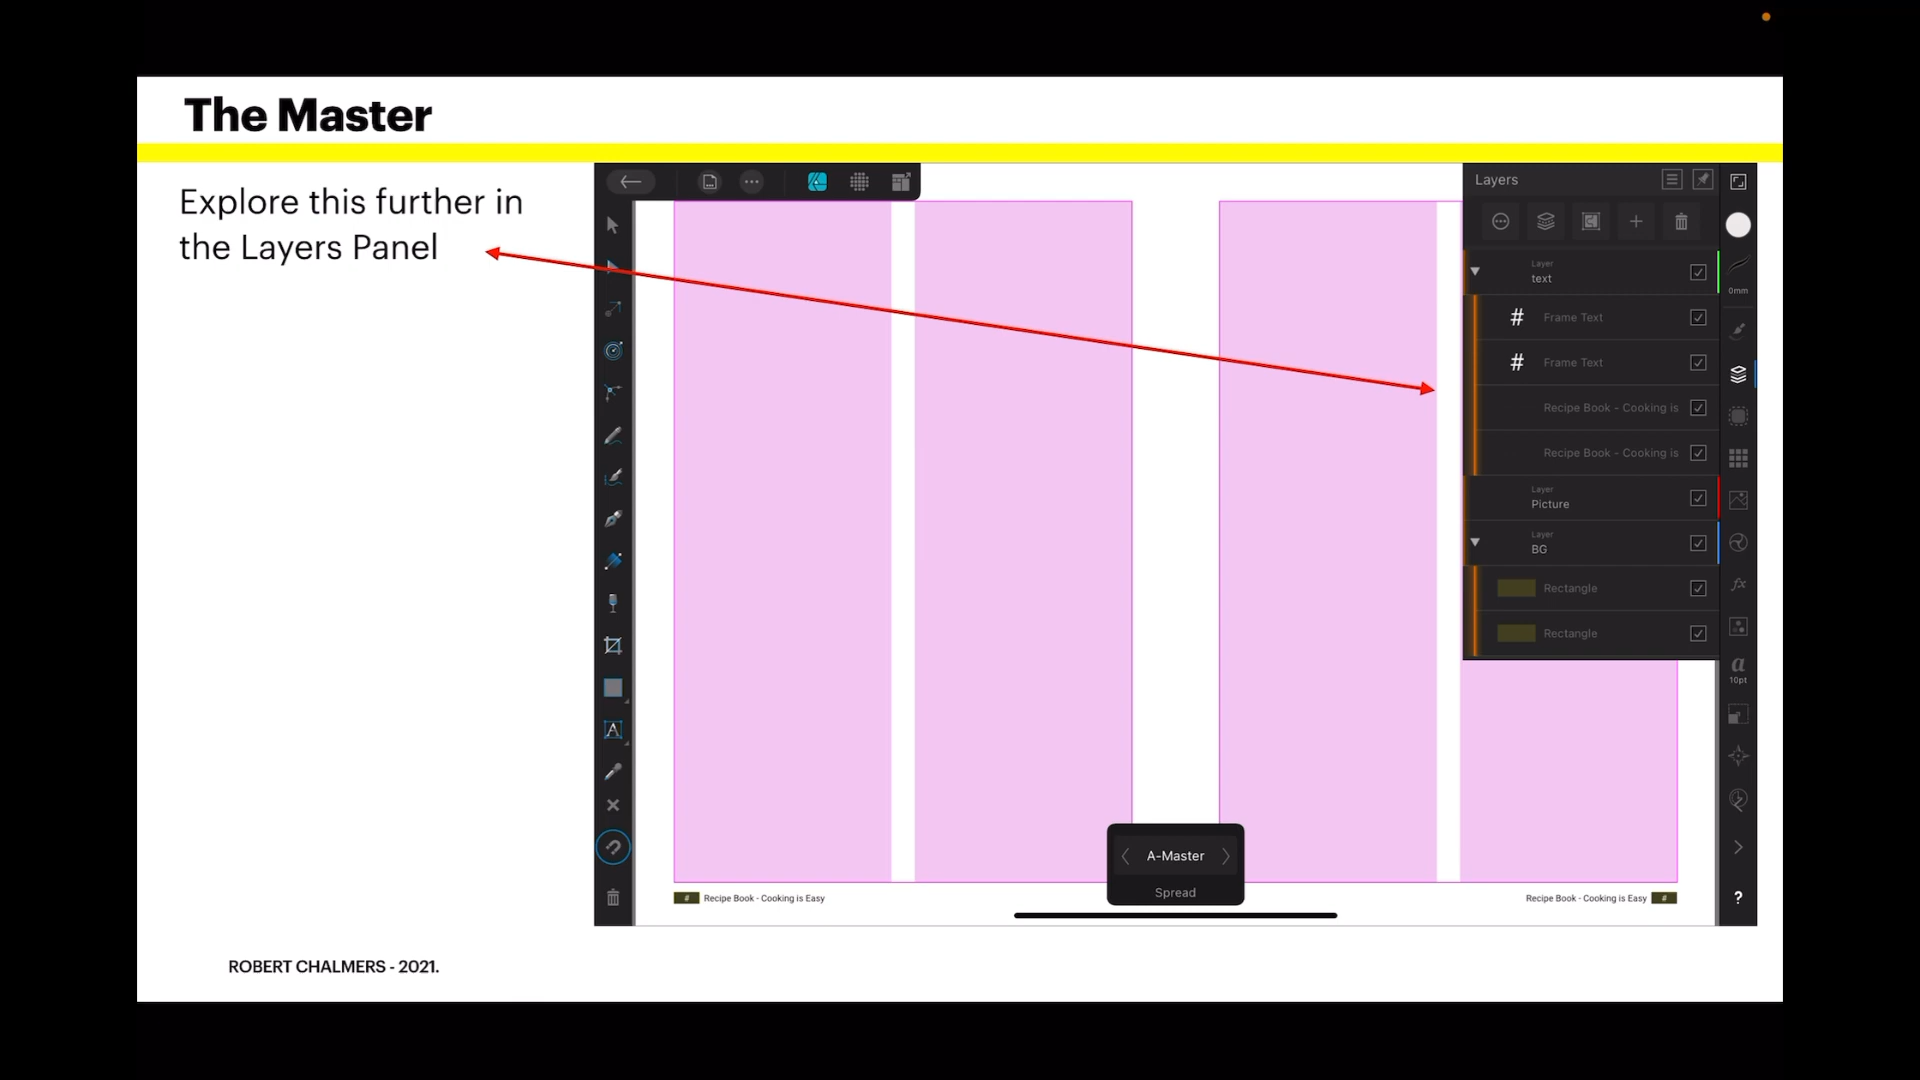 The Master
Explore this further in
the Layers Panel
Layers
Layer
text
0mm
# Frame Text
# Frame Text
Recipe Book - Cooking is
Recipe Book - Cooking is
Layer
Picture
Layer
BG
Rectangle
fx
Rectangle
a
10pt
A
A-Master
Spread
# Recipe Book - Cooking is Easy
Recipe Book - Cooking is Easy #
?
ROBERT CHALMERS - 2021.